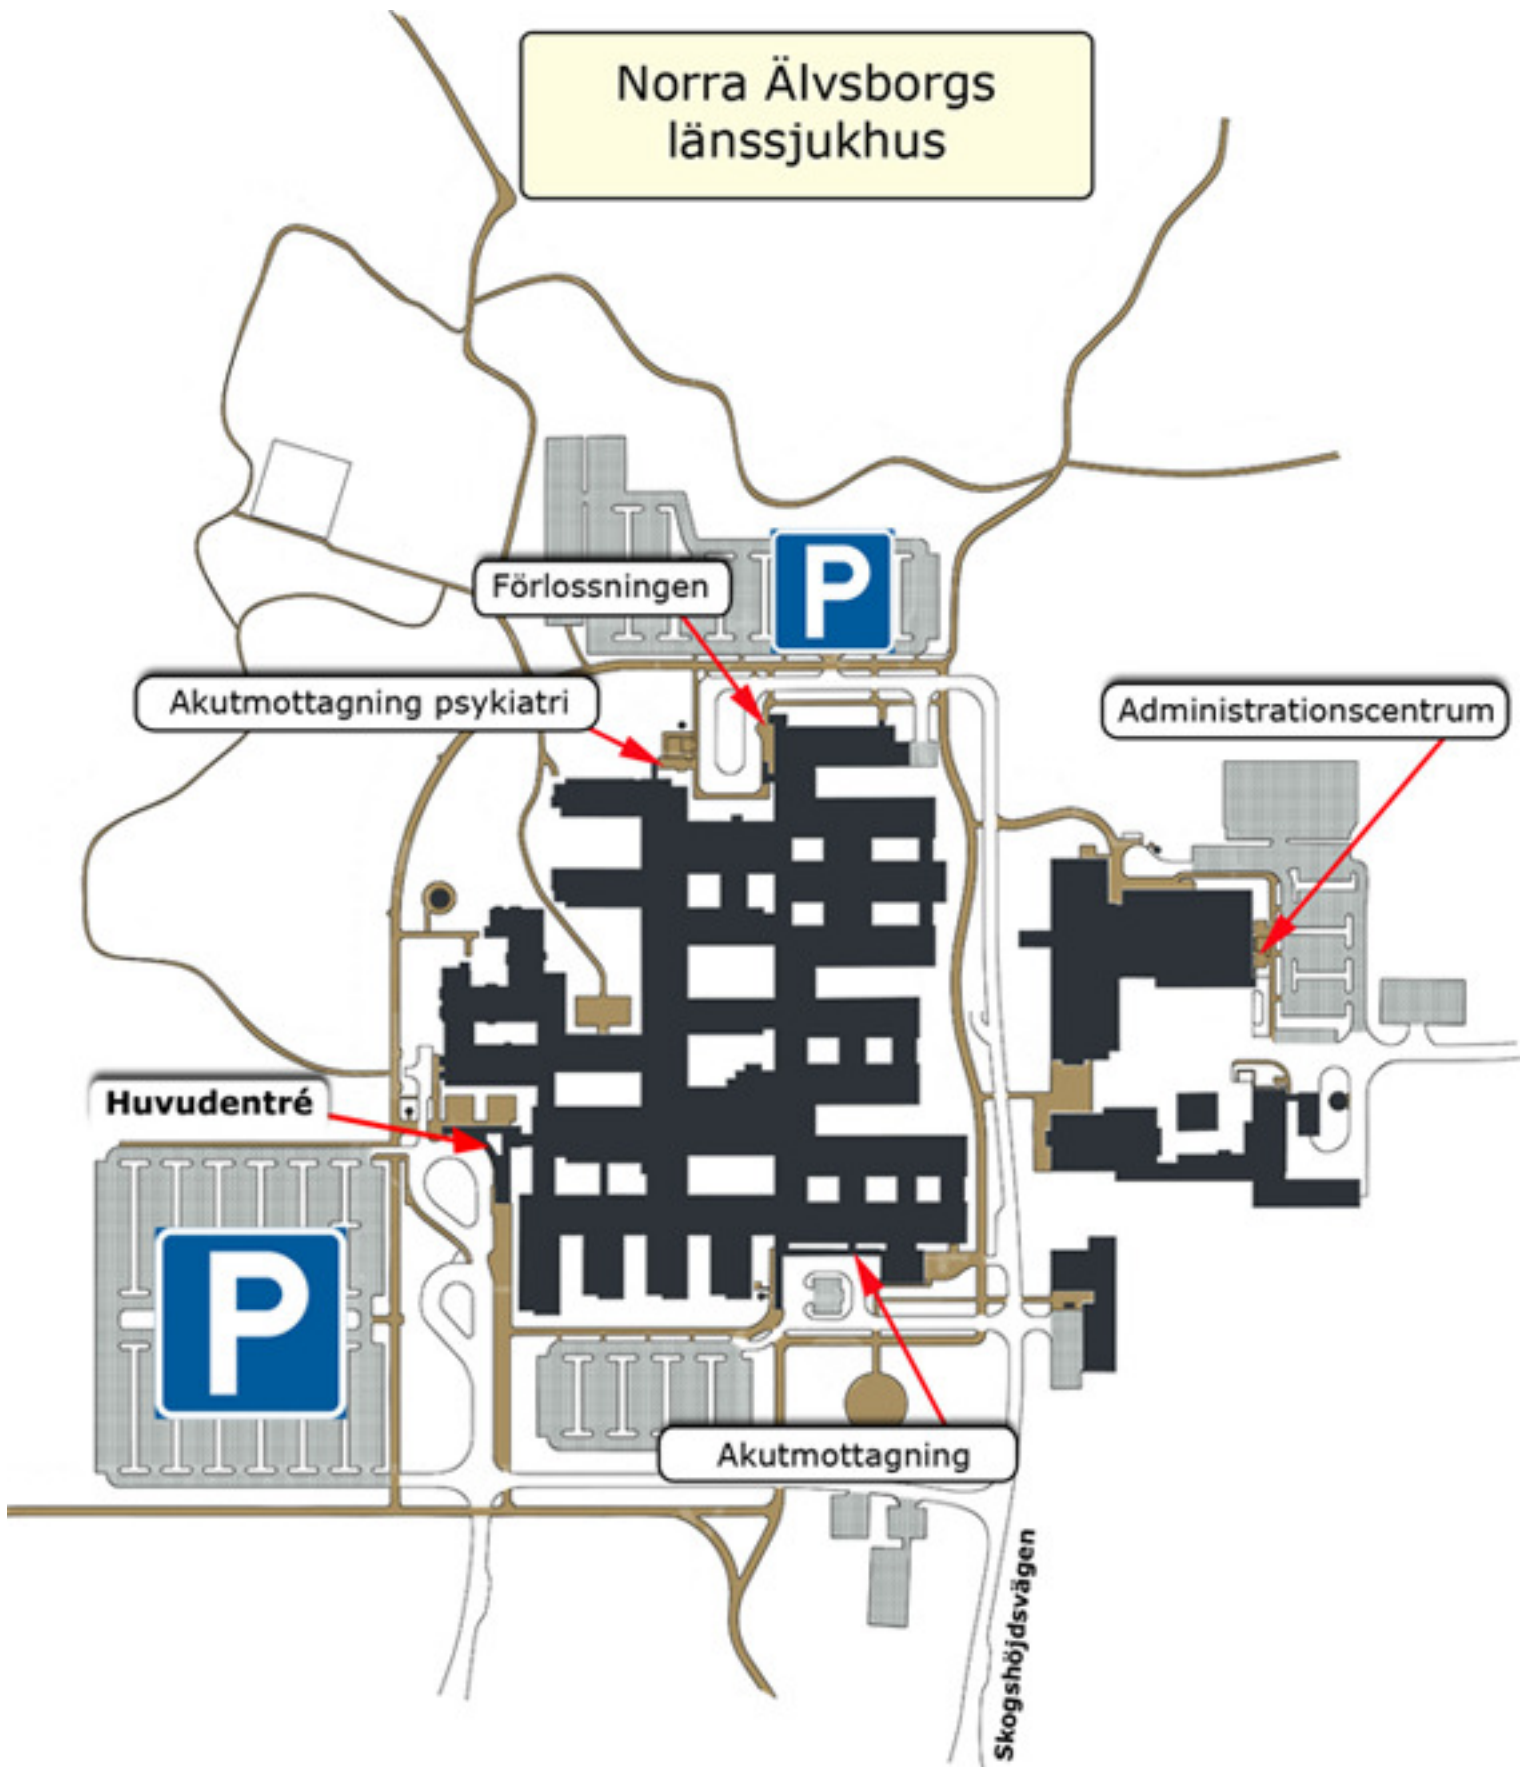 Norra Älvsborgs
länssjukhus
P
Förlossningen
Akutmottagning psykiatri
Administrationscentrum
Huvudentré
P
Akutmottagning
Skogshöjdsvägen